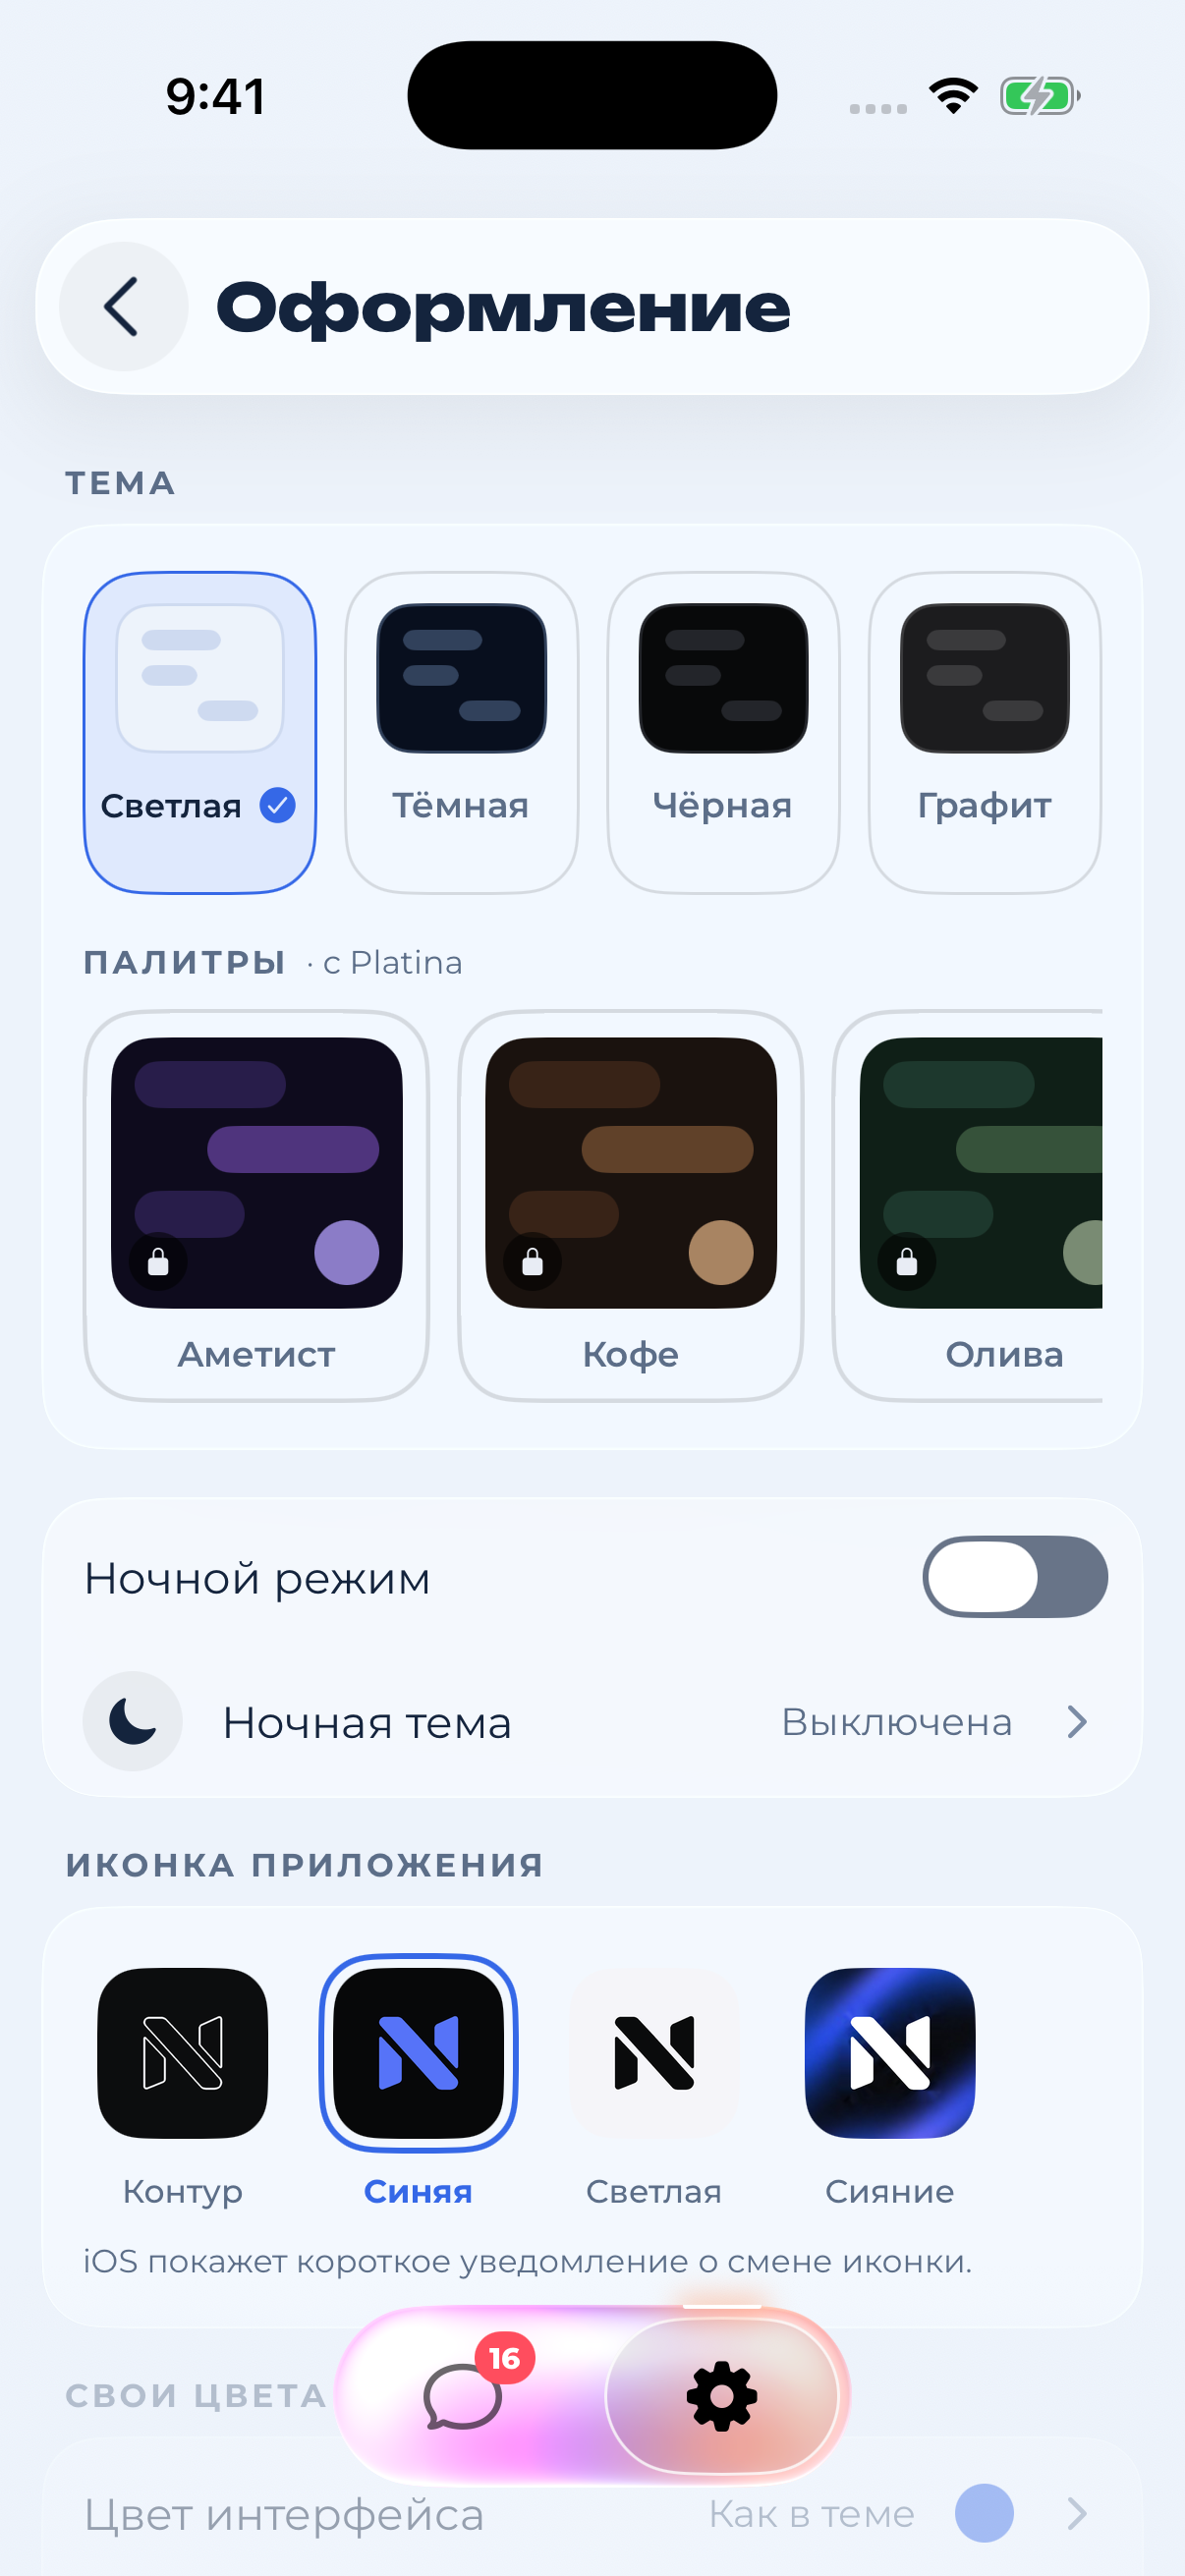 9:41
Оформление
ТЕМА
Светлая
Тёмная
Чёрная
Графит
ПАЛИТРЫ · с Platina
Аметист
Кофе
Олива
Ночной режим
Ночная тема
Выключена
ИКОНКА ПРИЛОЖЕНИЯ
Контур
Синяя
Светлая
Сияние
iOS покажет короткое уведомление о смене иконки.
16
СВОИ ЦВЕТА
Цвет интерфейса
Как в теме